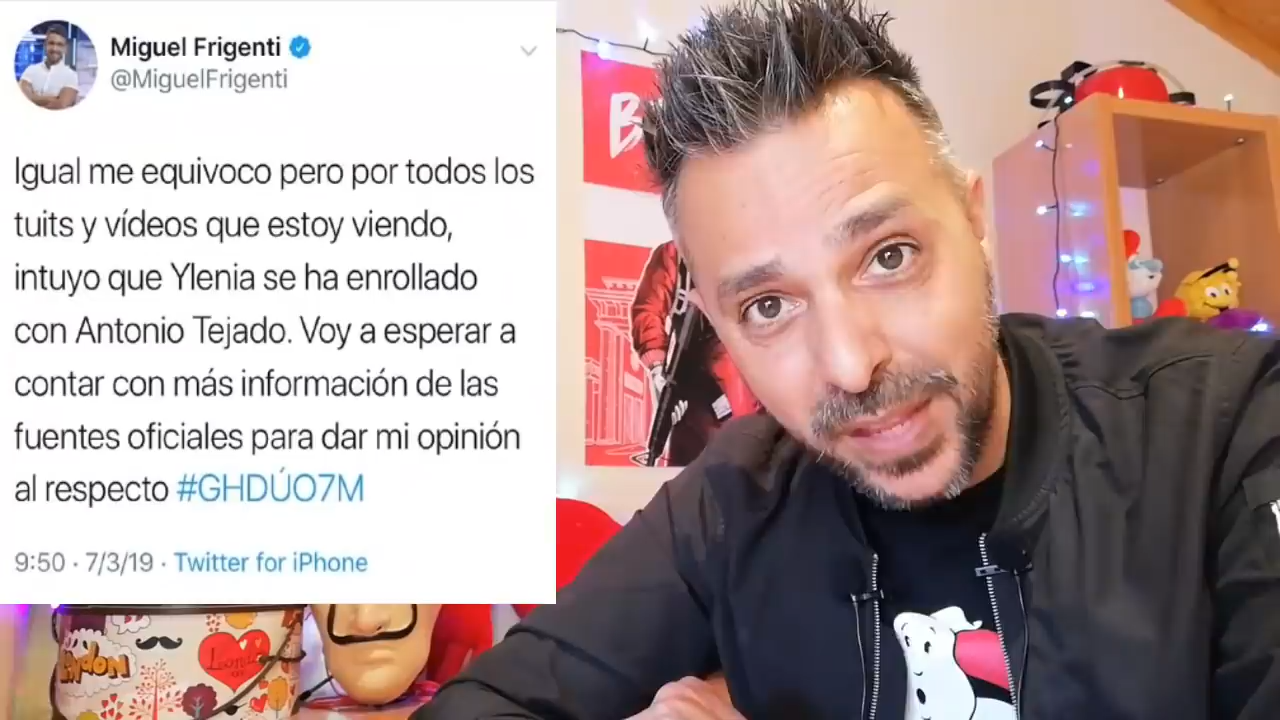 Miguel Frigenti
@MiguelFrigenti
Igual me equivoco pero por todos los
tuits y vídeos que estoy viendo,
intuyo que Ylenia se ha enrollado
con Antonio Tejado. Voy a esperar a
contar con más información de las
fuentes oficiales para dar mi opinión
al respecto #GHDÚO7M
9:50 · 7/3/19 · Twitter for iPhone